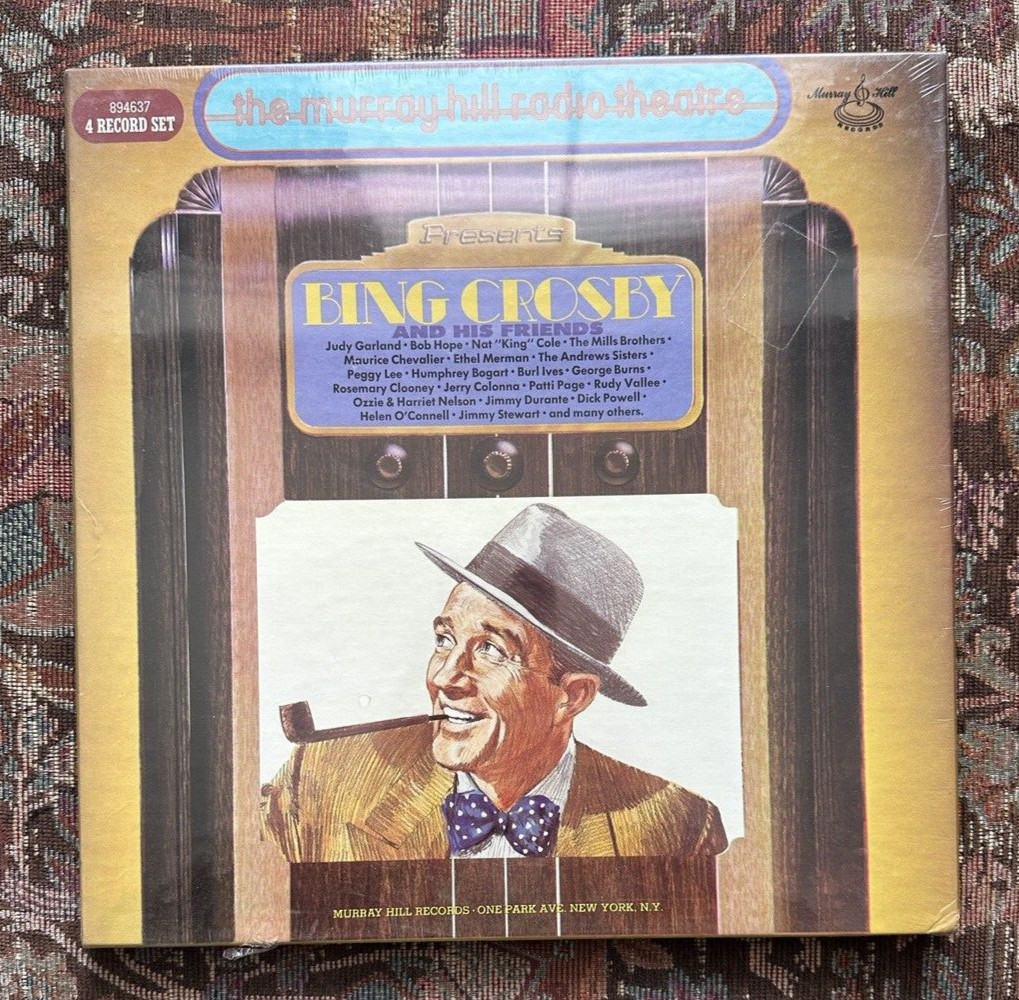 894637
4 RECORD SET
the murray hill radio theatre
Murray Hill
RECORDS
Presents
BING CROSBY
AND HIS FRIENDS
Judy Garland • Bob Hope • Nat "King" Cole • The Mills Brothers •
Maurice Chevalier • Ethel Merman • The Andrews Sisters •
Peggy Lee • Humphrey Bogart • Burl Ives • George Burns •
Rosemary Clooney • Jerry Colonna • Patti Page • Rudy Vallee •
Ozzie & Harriet Nelson • Jimmy Durante • Dick Powell •
Helen O'Connell • Jimmy Stewart • and many others.
MURRAY HILL RECORDS • ONE PARK AVE. NEW YORK, N.Y.